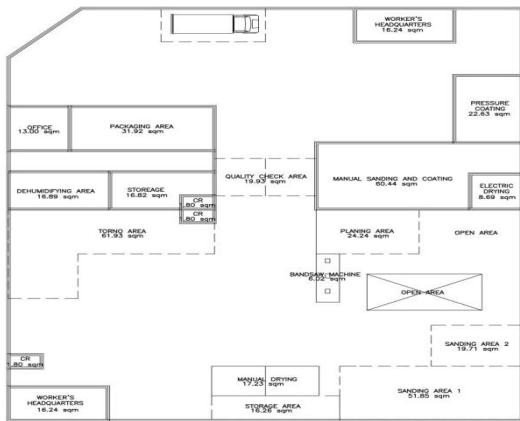 WORKER'S
HEADQUARTERS
16.24 sqm
PRESSURE
COATING
22.63 sqm
OFFICE
13.00 sqm
PACKAGING AREA
31.92 sqm
QUALITY CHECK AREA
19.93 sqm
MANUAL SANDING AND COATING
60.44 sqm
DEHUMIDIFYING AREA
16.89 sqm
STOREAGE
16.82 sqm
ELECTRIC
DRYING
8.69 sqm
CR
1.80 sqm
CR
1.80 sqm
TORNO AREA
61.93 sqm
PLANING AREA
24.24 sqm
OPEN AREA
BANDSAW MACHINE
6.02 sqm
OPEN AREA
SANDING AREA 2
19.71 sqm
CR
1.80 sqm
MANUAL DRYING
17.23 sqm
SANDING AREA 1
51.85 sqm
WORKER'S
HEADQUARTERS
16.24 sqm
STORAGE AREA
16.26 sqm